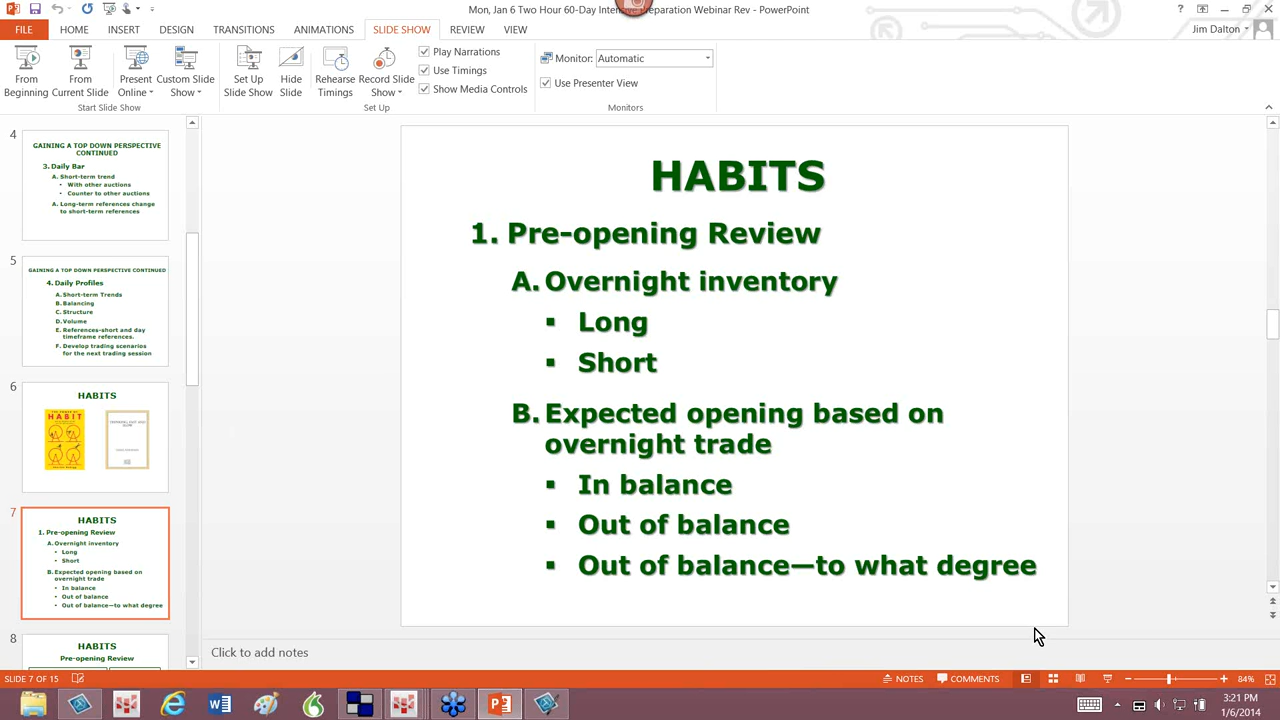 Mon, Jan 6 Two Hour 60-Day Intensive Preparation Webinar Rev - PowerPoint
FILE HOME INSERT DESIGN TRANSITIONS ANIMATIONS SLIDE SHOW REVIEW VIEW
Jim Dalton
From Beginning
From Current Slide
Present Online
Custom Slide Show
Start Slide Show
Set Up Slide Show
Hide Slide
Rehearse Timings
Record Slide Show
Play Narrations
Use Timings
Show Media Controls
Set Up
Monitor: Automatic
Use Presenter View
Monitors
4
GAINING A TOP DOWN PERSPECTIVE
CONTINUED
3. Daily Bar
A. Short-term trend
• With other auctions
• Counter to other auctions
A. Long-term references change
to short-term references
5
GAINING A TOP DOWN PERSPECTIVE CONTINUED
4. Daily Profiles
A. Short-term Trends
B. Balancing
C. Structure
D. Volume
E. References-short and day
timeframe references.
F. Develop trading scenarios
for the next trading session
6
HABITS
HABIT
7
HABITS
1. Pre-opening Review
A. Overnight inventory
• Long
• Short
B. Expected opening based on
overnight trade
• In balance
• Out of balance
• Out of balance—to what degree
8
HABITS
Pre-opening Review
HABITS
1. Pre-opening Review
A. Overnight inventory
▪ Long
▪ Short
B. Expected opening based on
overnight trade
▪ In balance
▪ Out of balance
▪ Out of balance—to what degree
Click to add notes
SLIDE 7 OF 15
NOTES COMMENTS 84%
3:21 PM
1/6/2014